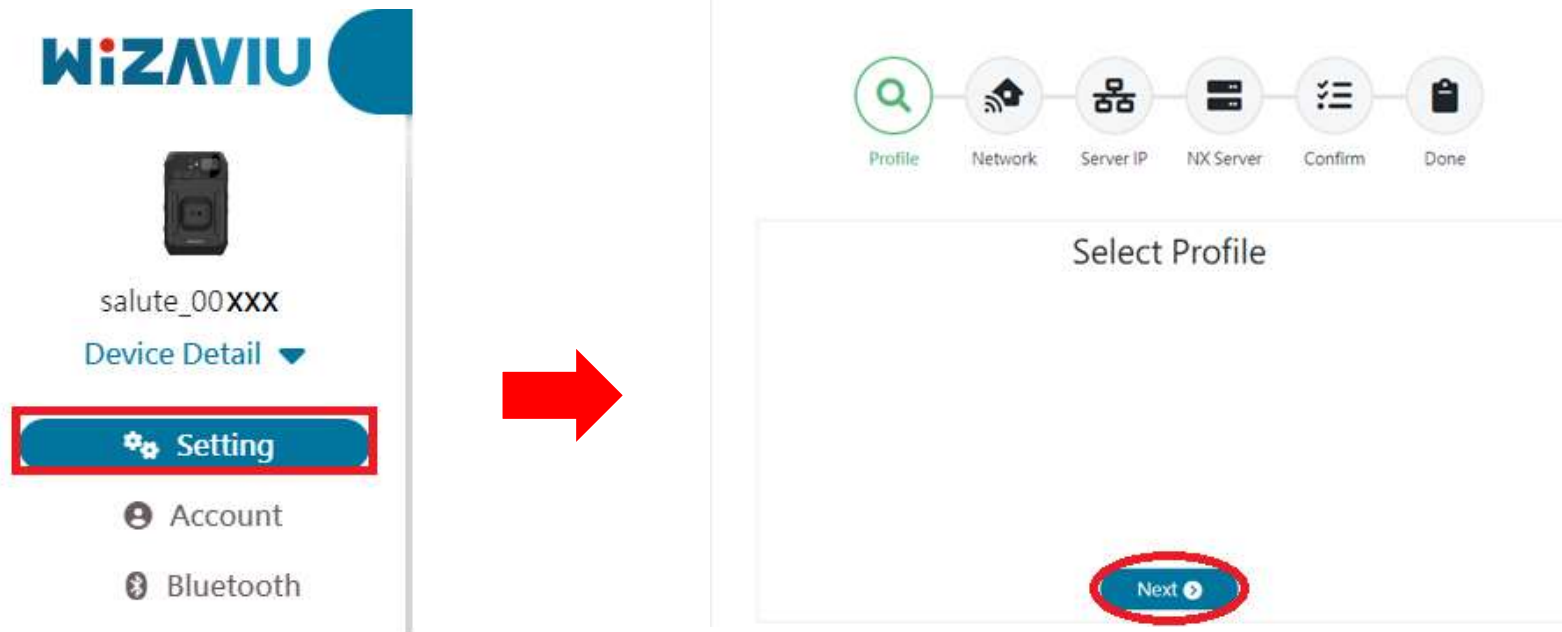 WiZAVIU
salute_00XXX
Device Detail
Setting
Account
Bluetooth
Profile
Network
Server IP
NX Server
Confirm
Done
Select Profile
Next